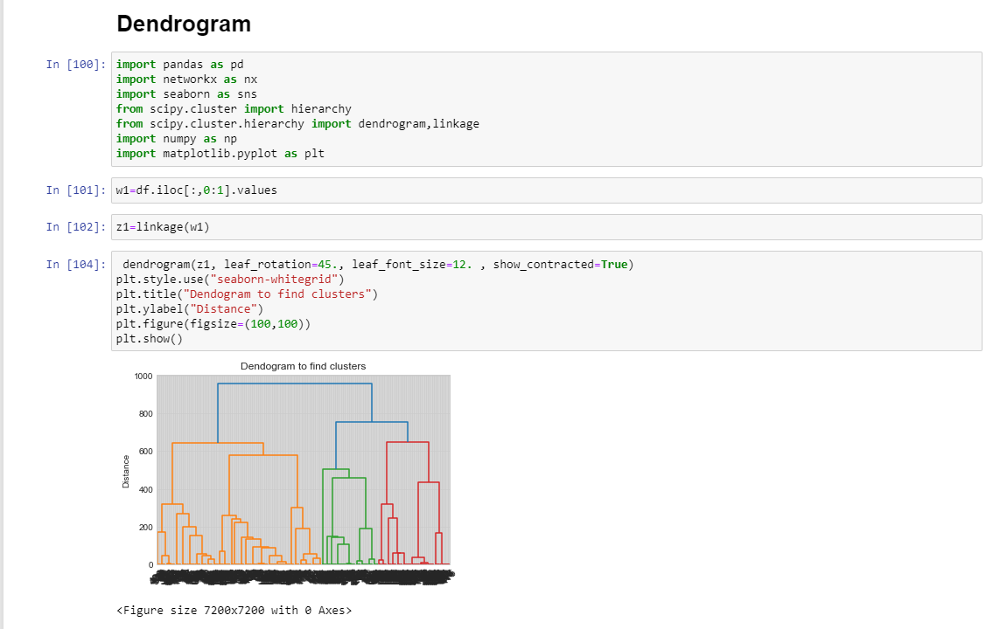 Dendrogram
In [100]:
import pandas as pd
import networkx as nx
import seaborn as sns
from scipy.cluster import hierarchy
from scipy.cluster.hierarchy import dendrogram,linkage
import numpy as np
import matplotlib.pyplot as plt
In [101]:
w1=df.iloc[:,0:1].values
In [102]:
z1=linkage(w1)
In [104]:
dendrogram(z1, leaf_rotation=45., leaf_font_size=12. , show_contracted=True)
plt.style.use("seaborn-whitegrid")
plt.title("Dendogram to find clusters")
plt.ylabel("Distance")
plt.figure(figsize=(100,100))
plt.show()
Dendogram to find clusters
Distance
1000
800
600
400
200
0
<Figure size 7200x7200 with 0 Axes>